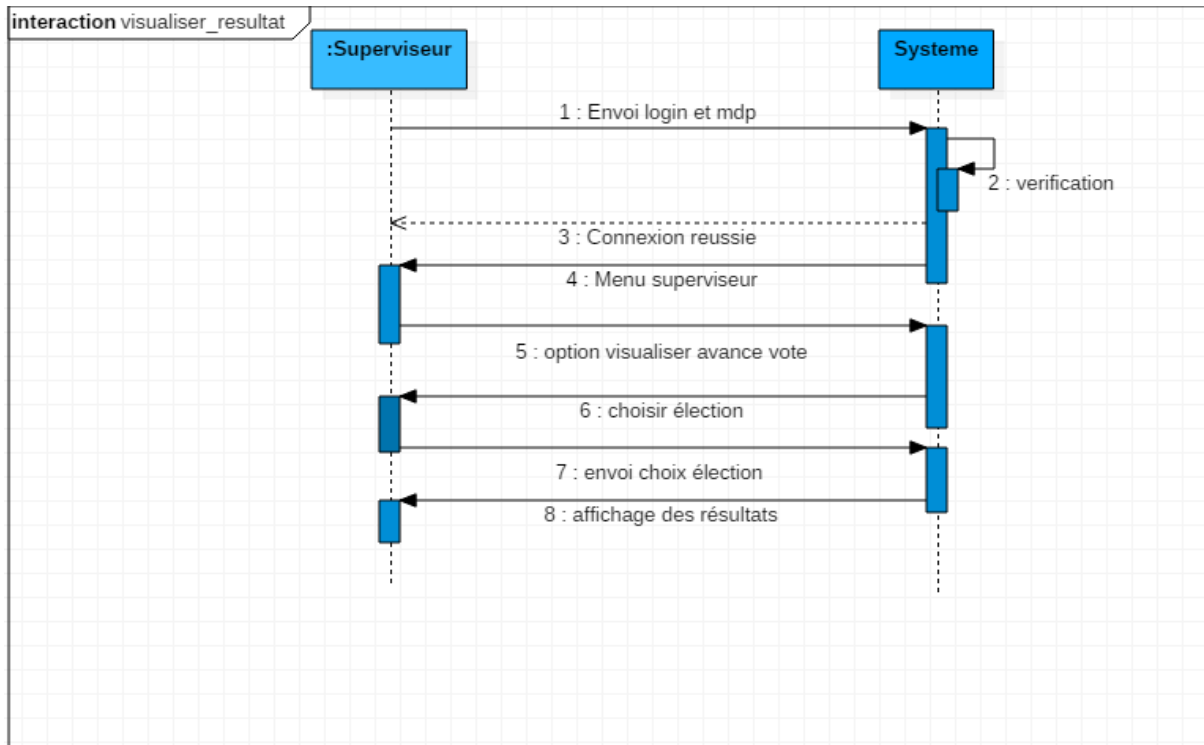 interaction visualiser_resultat
:Superviseur
Systeme
1 : Envoi login et mdp
2 : verification
3 : Connexion reussie
4 : Menu superviseur
5 : option visualiser avance vote
6 : choisir élection
7 : envoi choix élection
8 : affichage des résultats